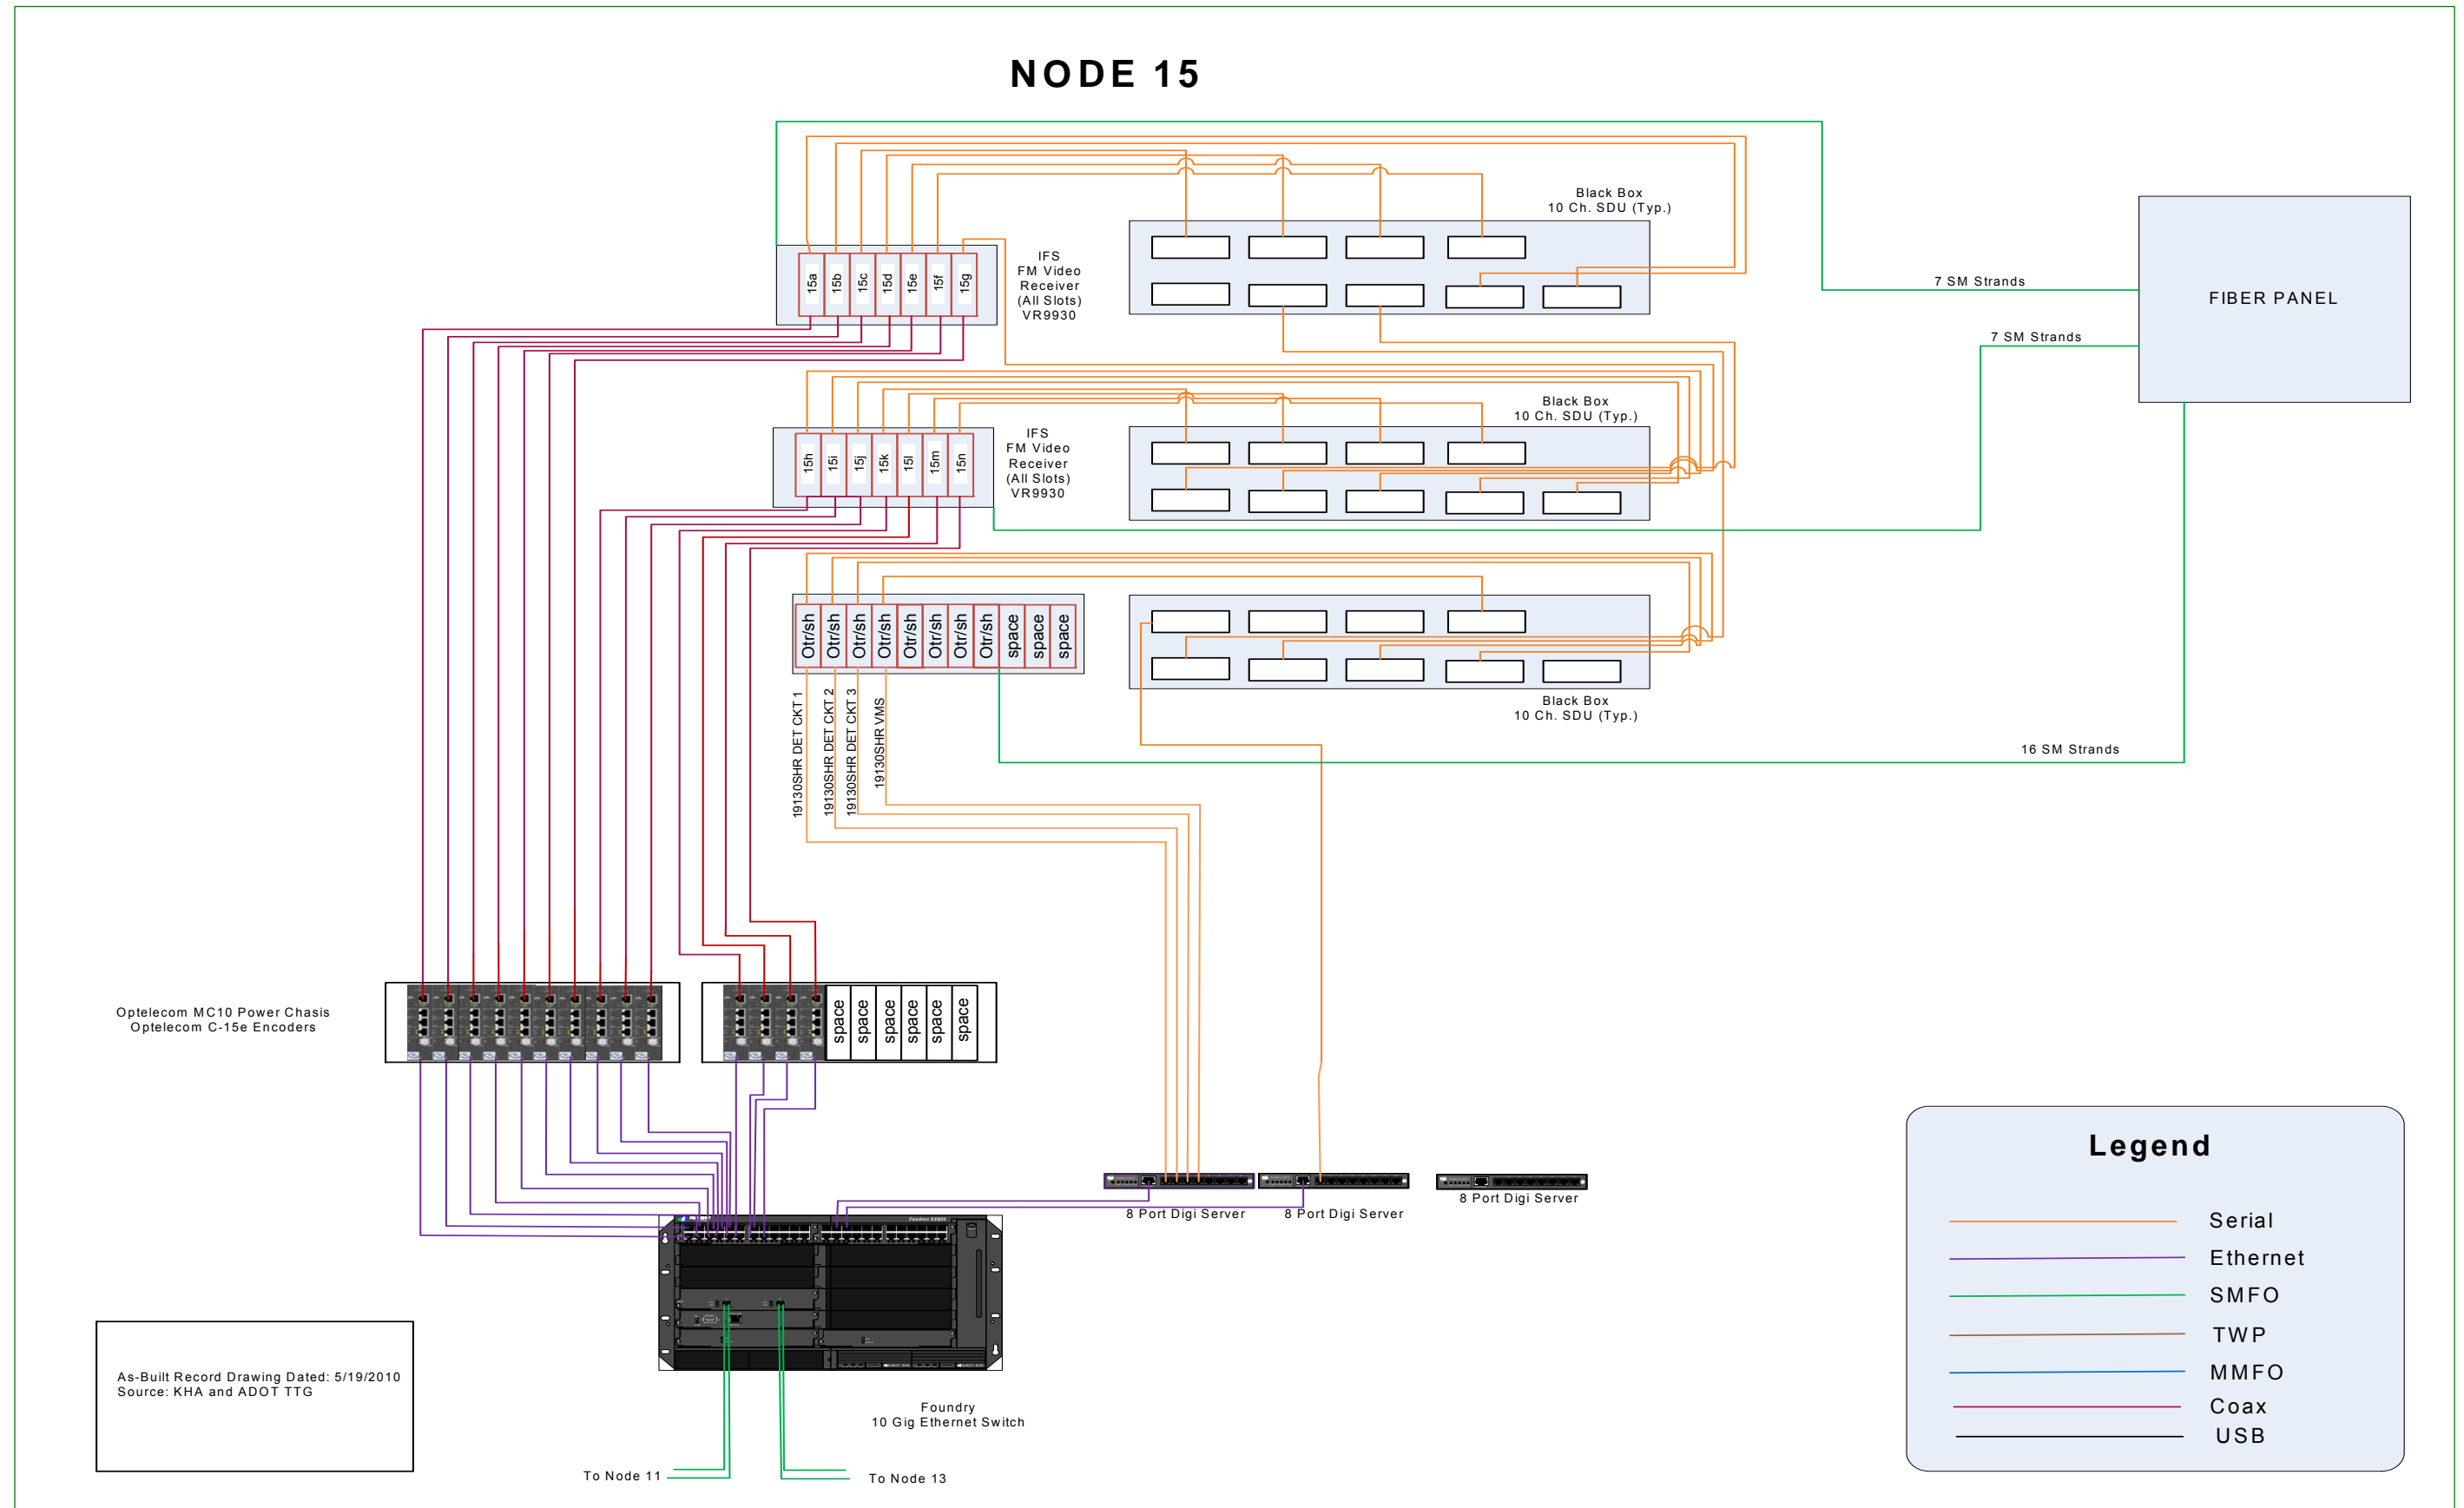 NODE 15
Black Box
10 Ch. SDU (Typ.)
IFS
FM Video
Receiver
(All Slots)
VR9930
15a
15b
15c
15d
15e
15f
15g
7 SM Strands
FIBER PANEL
7 SM Strands
Black Box
10 Ch. SDU (Typ.)
IFS
FM Video
Receiver
(All Slots)
VR9930
15h
15i
15j
15k
15l
15m
15n
Otr/sh
Otr/sh
Otr/sh
Otr/sh
Otr/sh
Otr/sh
Otr/sh
Otr/sh
space
space
space
Black Box
10 Ch. SDU (Typ.)
19130SHR DET CKT 1
19130SHR DET CKT 2
19130SHR DET CKT 3
19130SHR VMS
16 SM Strands
Optelecom MC10 Power Chasis
Optelecom C-15e Encoders
space
space
space
space
space
space
8 Port Digi Server
8 Port Digi Server
8 Port Digi Server
Legend
Serial
Ethernet
SMFO
TWP
MMFO
Coax
USB
As-Built Record Drawing Dated: 5/19/2010
Source: KHA and ADOT TTG
Foundry
10 Gig Ethernet Switch
To Node 11
To Node 13